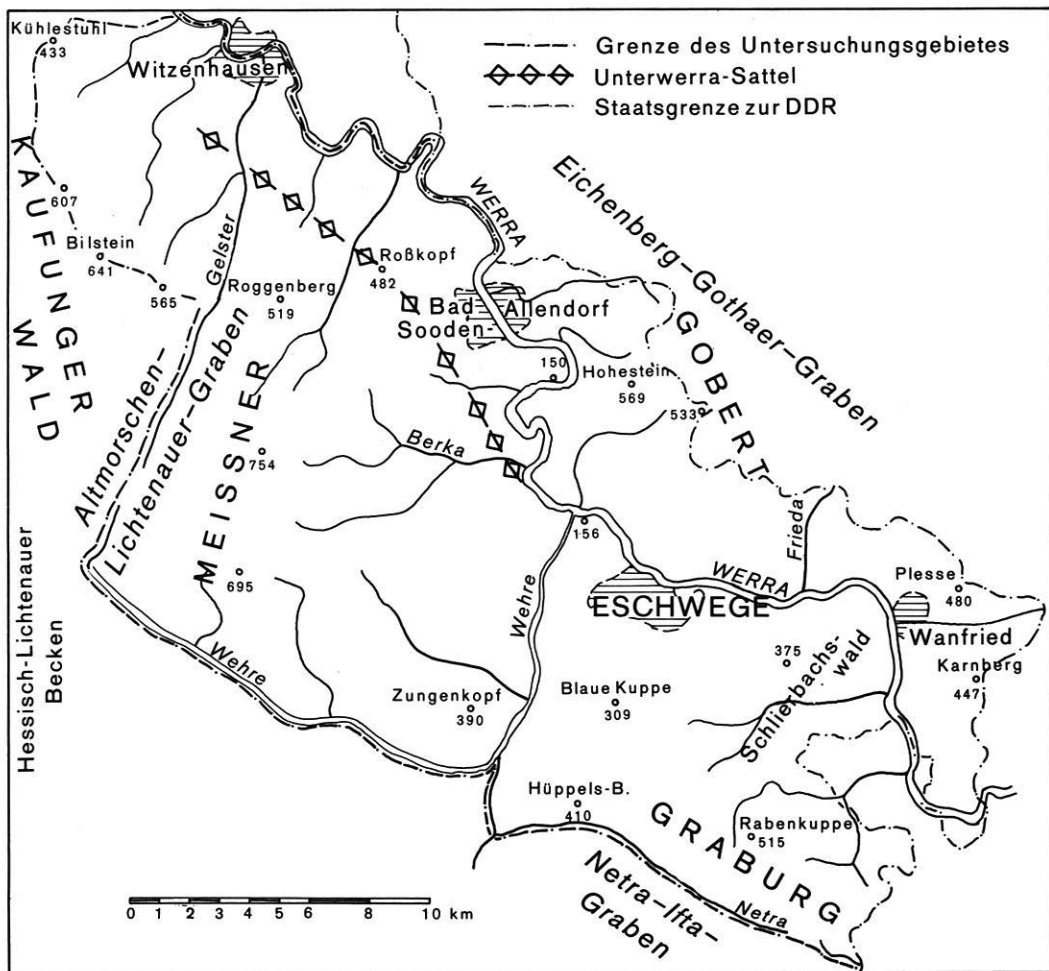 Kühlestuhl
433
Witzenhausen
Grenze des Untersuchungsgebietes
Unterwerra-Sattel
Staatsgrenze zur DDR
KAUFUNGER
WALD
607
Bilstein
641
565
Gelster
Roggenberg
519
Roßkopf
482
WERRA
Eichenberg-Gothaer-Graben
Bad
Sooden-
Allendorf
GOBERT
150
Hohestein
569
533
Altmorschen-
Lichtenauer-Graben
MEISSNER
754
Berka
695
156
Wehre
Frieda
WERRA
ESCHWEGE
Plesse
480
Wanfried
Karnberg
447
375
Schlierbachs-
wald
Hessisch-Lichtenauer
Becken
Wehre
Zungenkopf
390
Blaue Kuppe
309
Hüppels-B.
410
GRABURG
Rabenkuppe
515
Netra
Netra-Ifta-
Graben
0 1 2 3 4 5 6 8 10 km